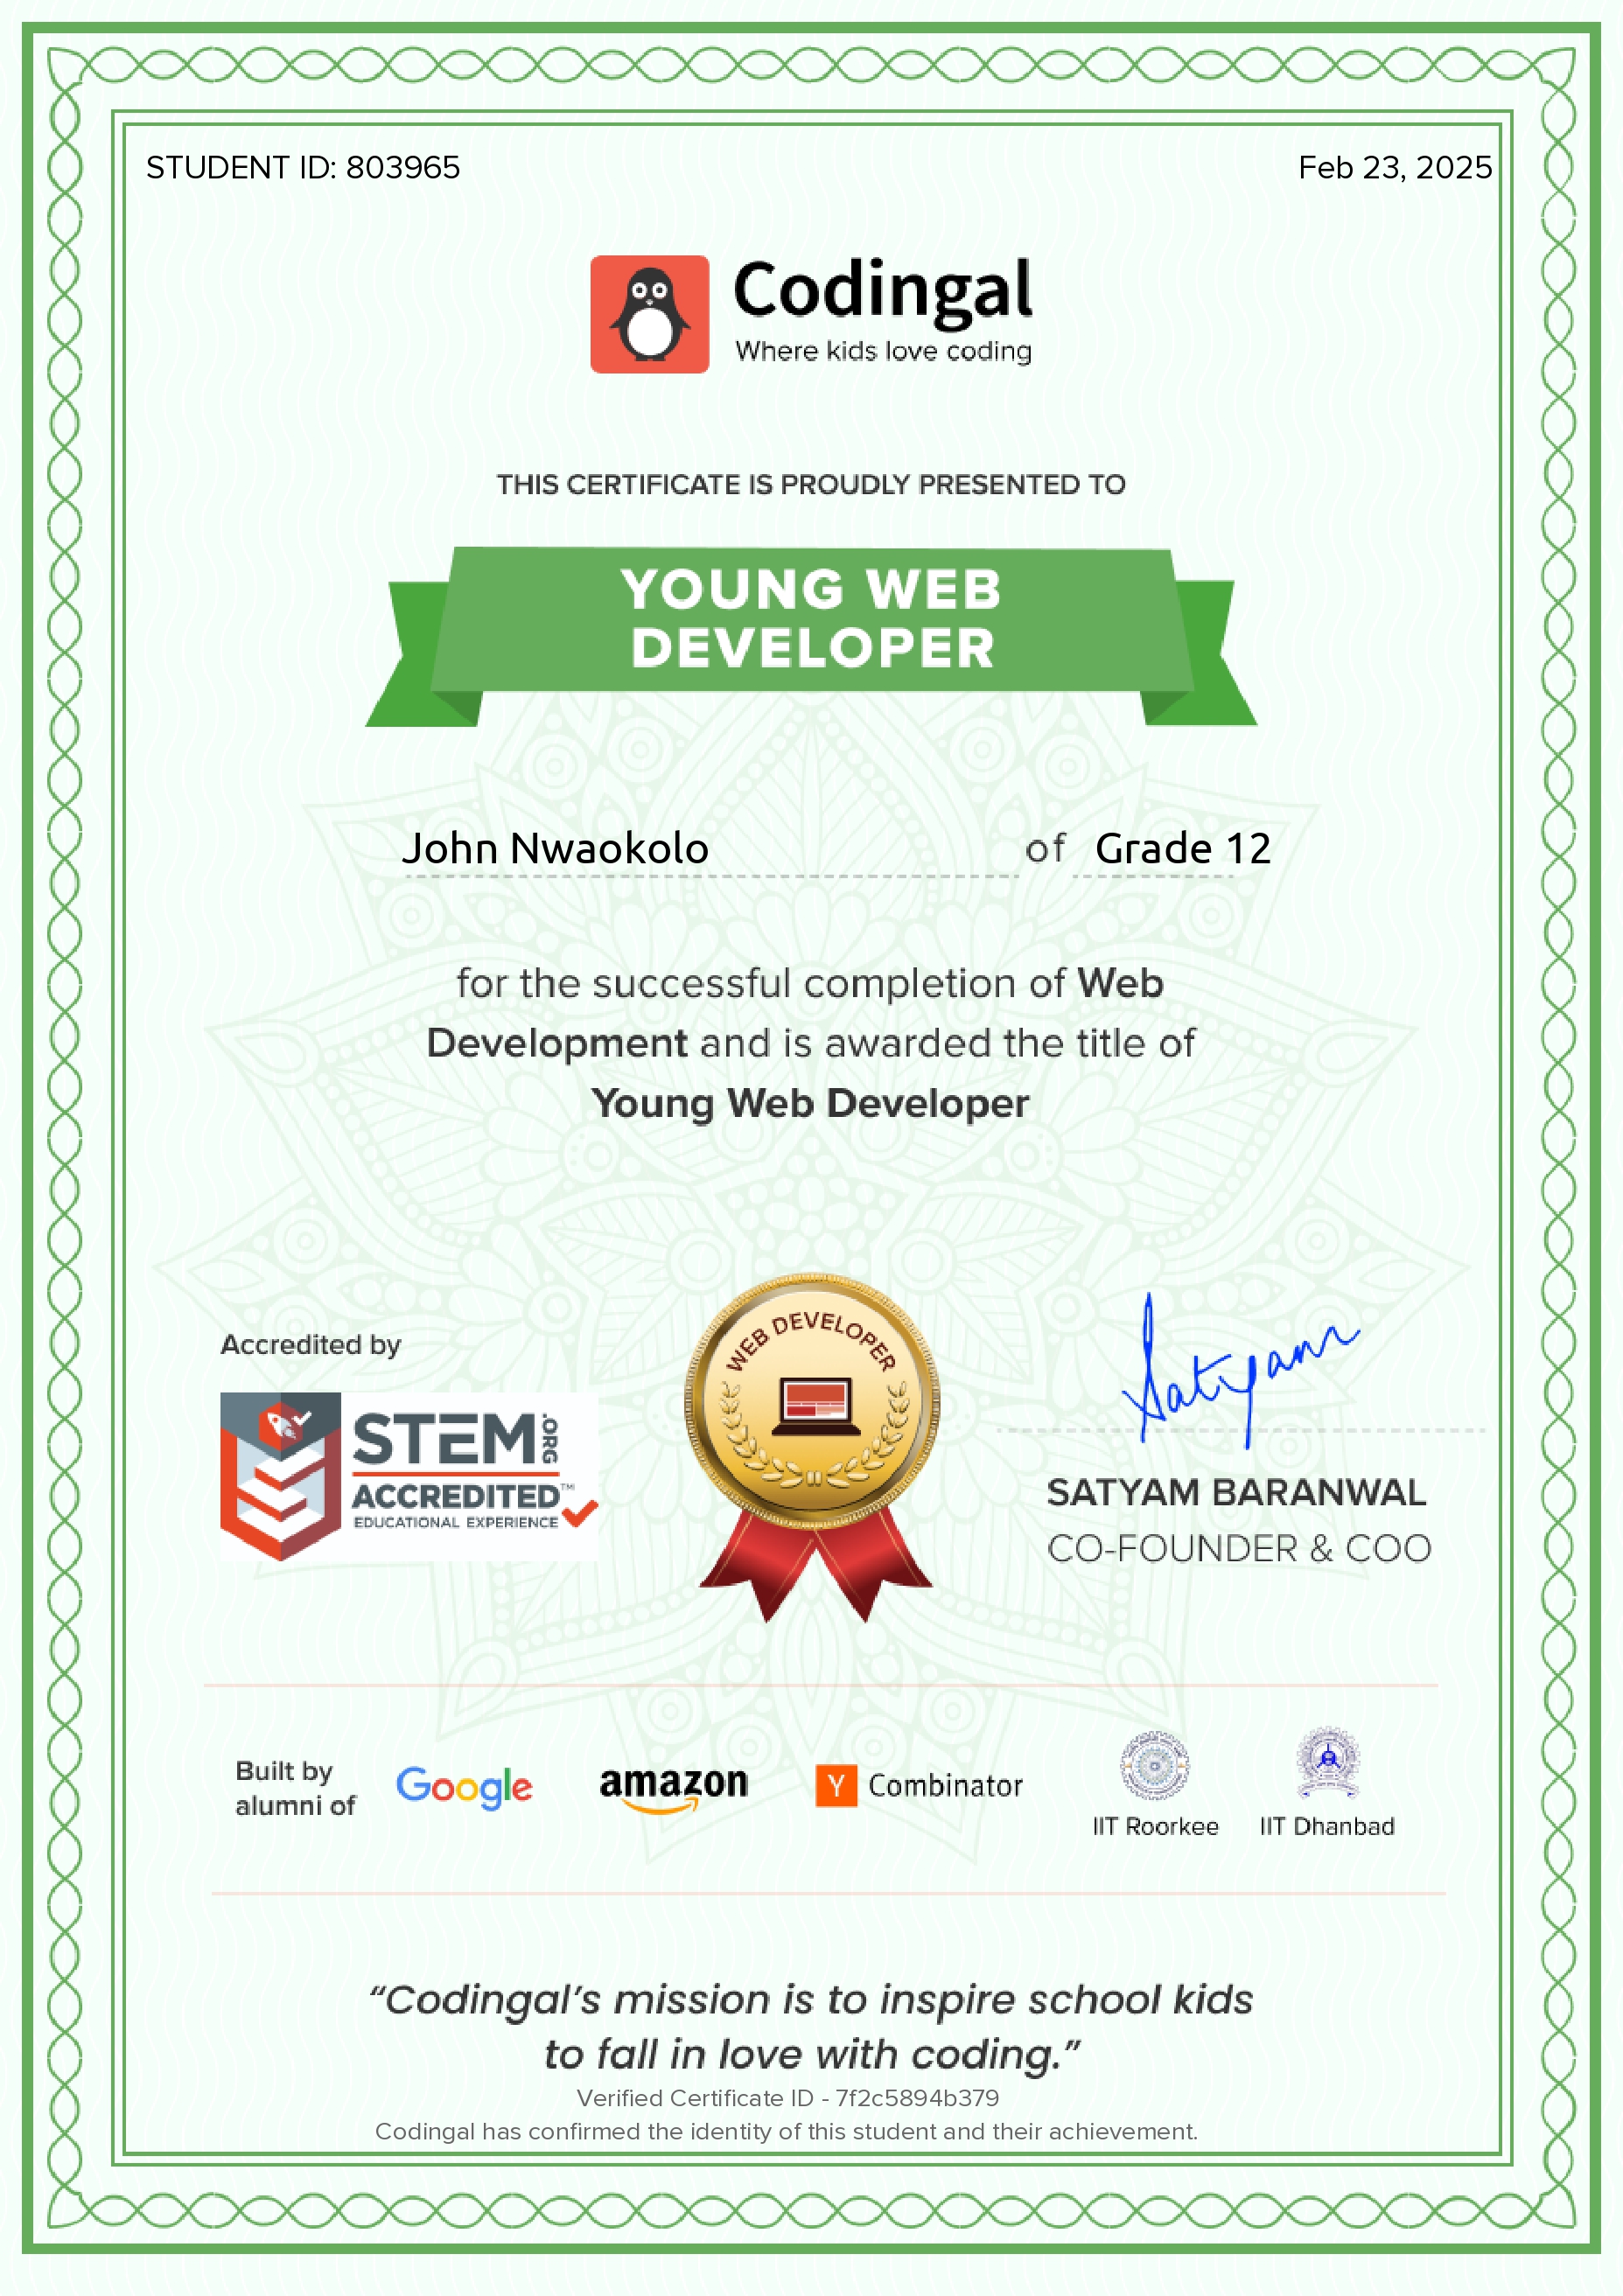 STUDENT ID: 803965
Feb 23, 2025
Codingal
Where kids love coding
THIS CERTIFICATE IS PROUDLY PRESENTED TO
YOUNG WEB
DEVELOPER
John Nwaokolo of Grade 12
for the successful completion of Web
Development and is awarded the title of
Young Web Developer
Accredited by
STEM.ORG
ACCREDITED™
EDUCATIONAL EXPERIENCE
WEB DEVELOPER
Satyam
SATYAM BARANWAL
CO-FOUNDER & COO
Built by
alumni of
Google
amazon
Y Combinator
IIT Roorkee
IIT Dhanbad
“Codingal’s mission is to inspire school kids
to fall in love with coding.”
Verified Certificate ID - 7f2c5894b379
Codingal has confirmed the identity of this student and their achievement.